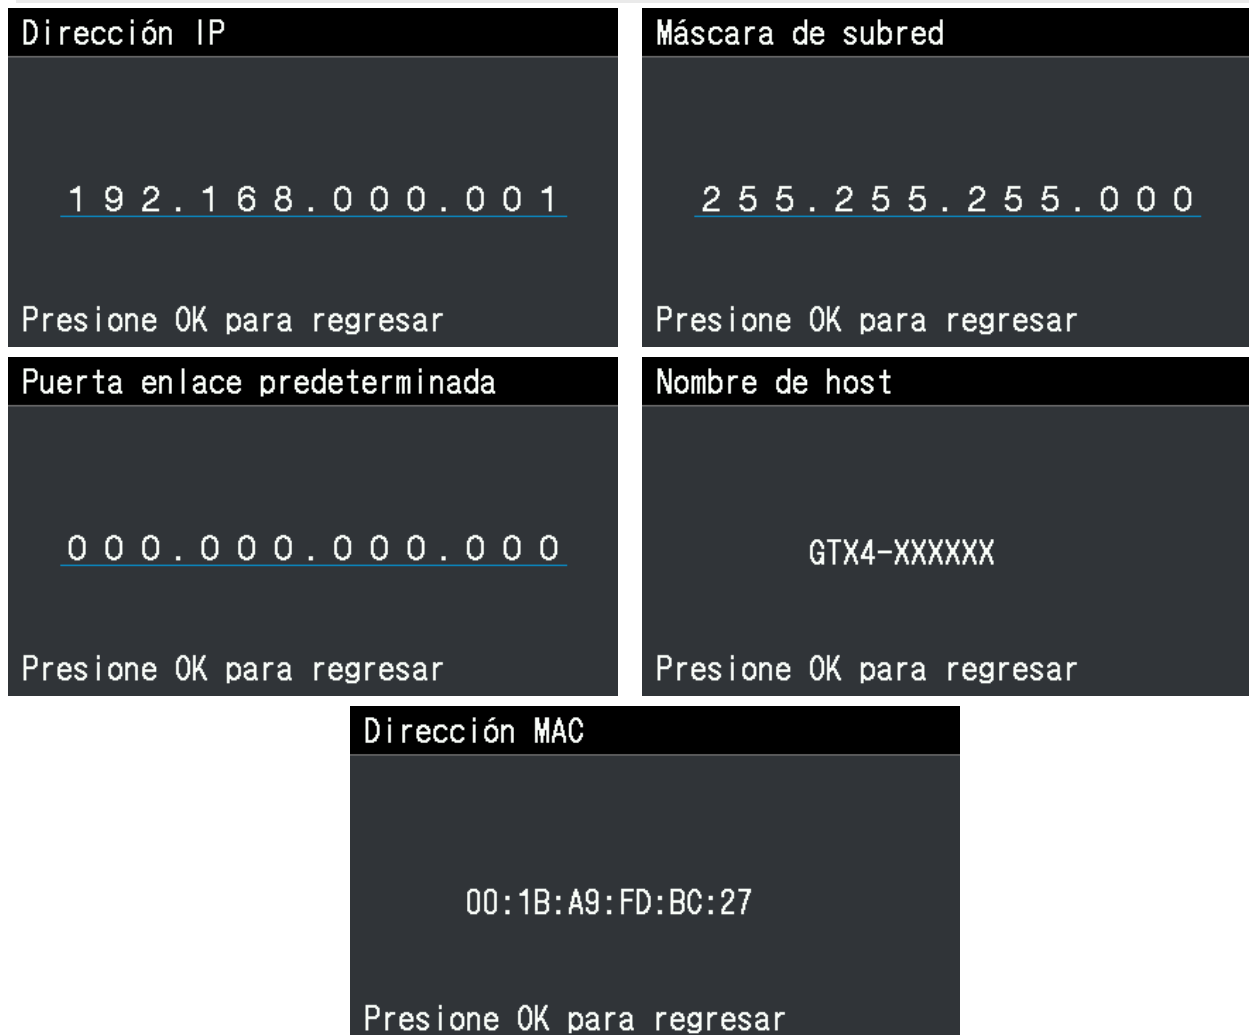 Dirección IP
192.168.000.001
Presione OK para regresar
Máscara de subred
255.255.255.000
Presione OK para regresar
Puerta enlace predeterminada
000.000.000.000
Presione OK para regresar
Nombre de host
GTX4-XXXXXX
Presione OK para regresar
Dirección MAC
00:1B:A9:FD:BC:27
Presione OK para regresar